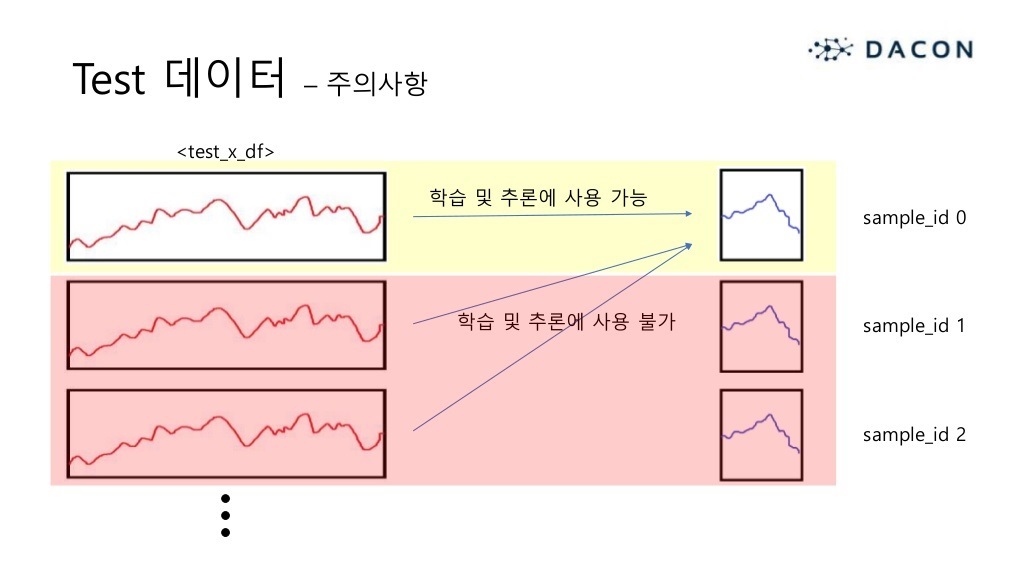 DACON
Test 데이터 – 주의사항
<test_x_df>
학습 및 추론에 사용 가능
sample_id 0
학습 및 추론에 사용 불가
sample_id 1
sample_id 2